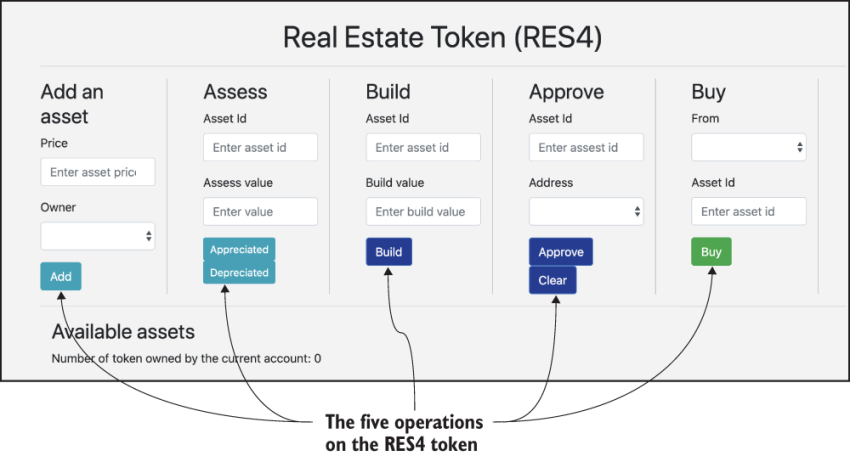 Real Estate Token (RES4)
Add an
asset
Price
Enter asset pric
Owner
Add
Assess
Asset Id
Enter asset id
Assess value
Enter value
Appreciated
Depreciated
Build
Asset Id
Enter asset id
Build value
Enter build value
Build
Approve
Asset Id
Enter assest id
Address
Approve
Clear
Buy
From
Asset Id
Enter asset id
Buy
Available assets
Number of token owned by the current account: 0
The five operations
on the RES4 token